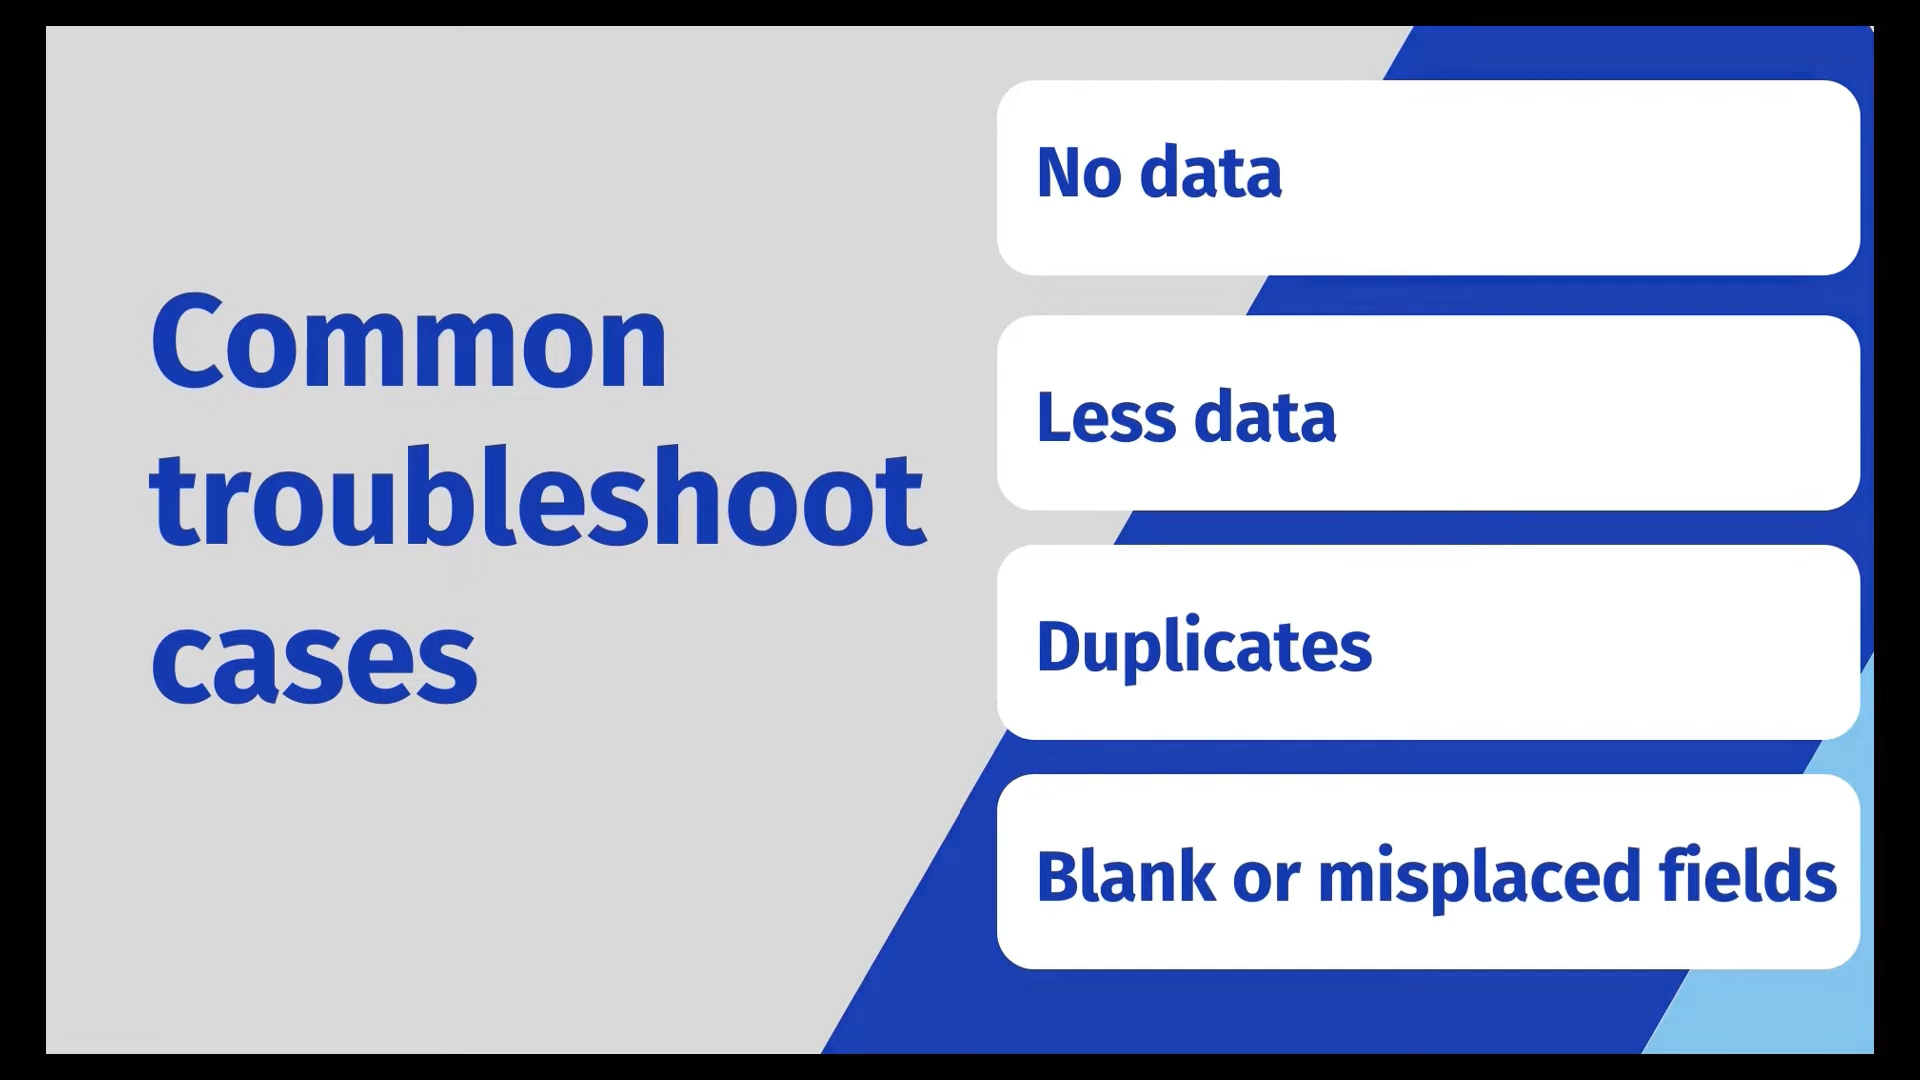 Common
troubleshoot
cases
No data
Less data
Duplicates
Blank or misplaced fields